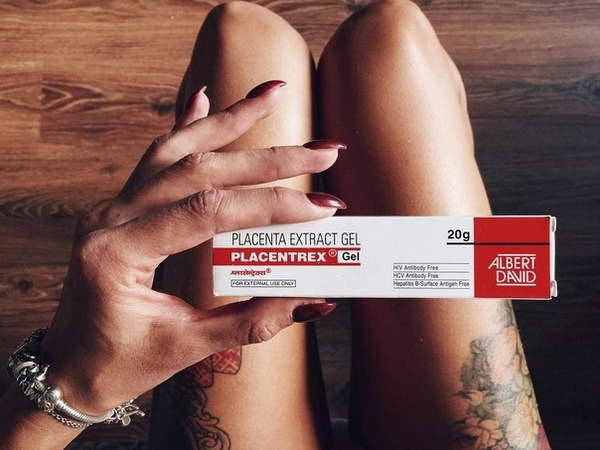 PLACENTA EXTRACT GEL
PLACENTREX® Gel
प्लासेन्ट्रेक्स®
FOR EXTERNAL USE ONLY
20g
HIV Antibody Free
HCV Antibody Free
Hepatitis B-Surface Antigen Free
ALBERT
DAVID